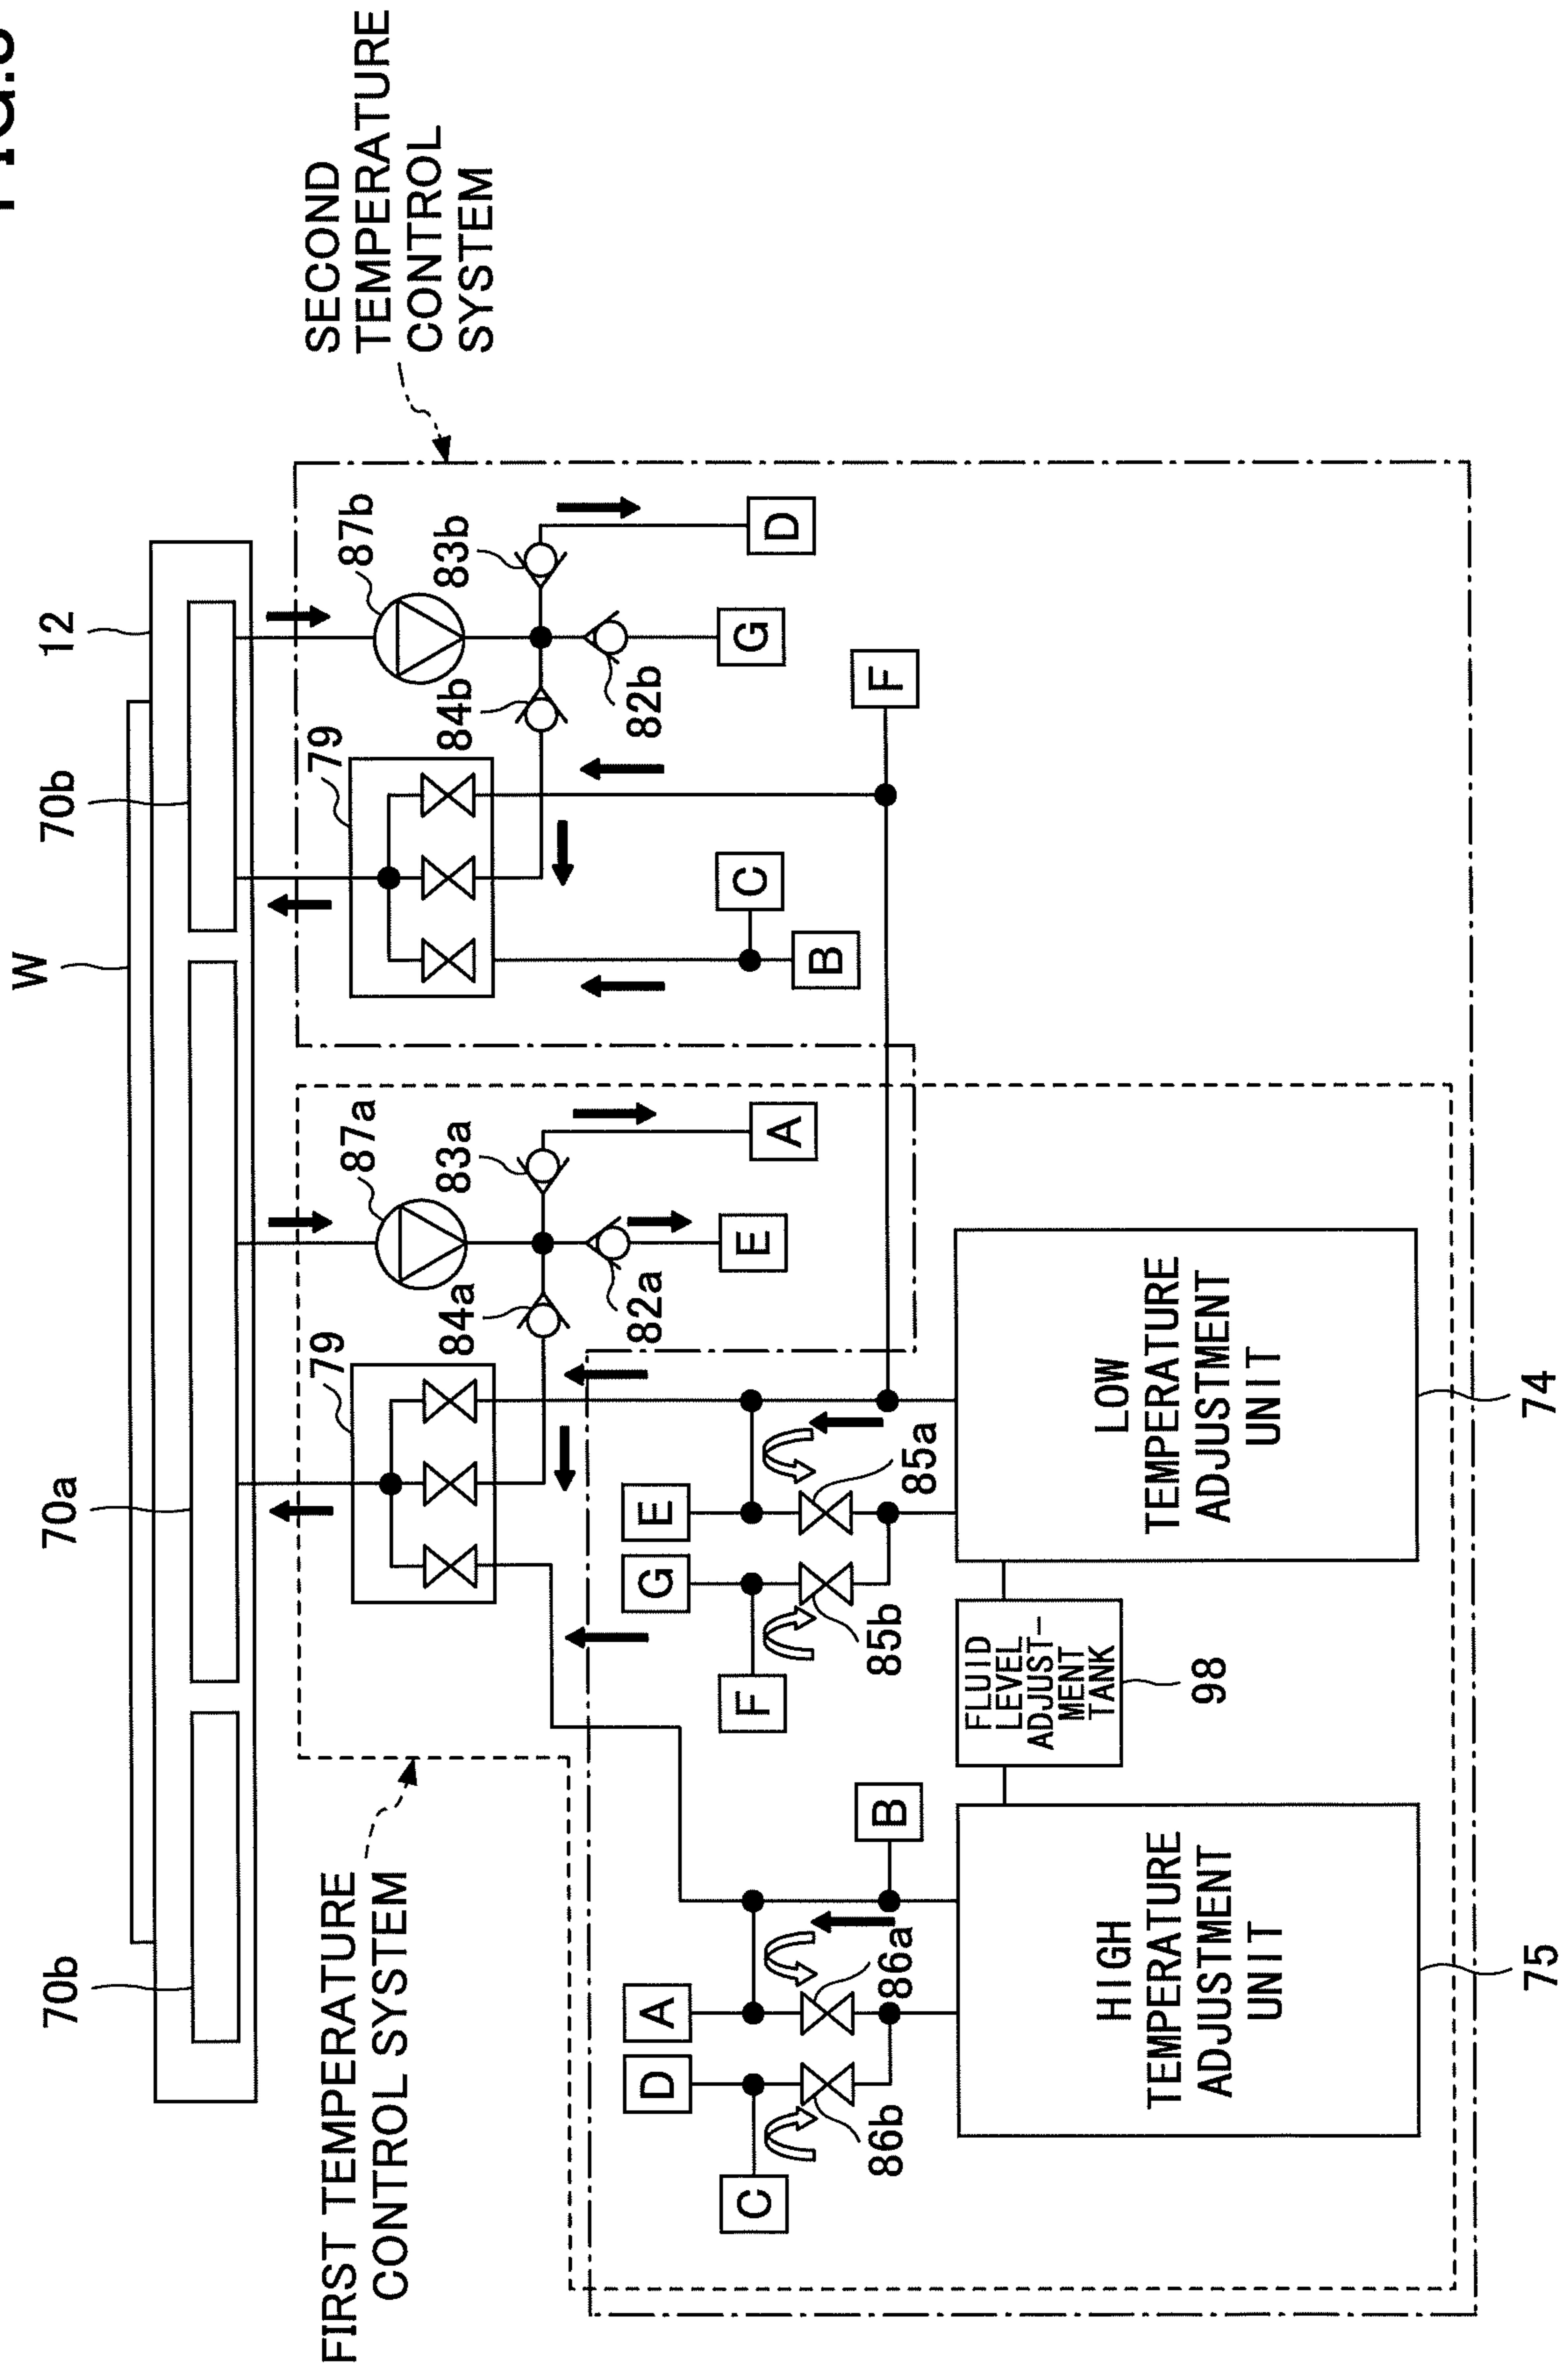 FIG.
W
70b
70a
70b
12
FIRST TEMPERATURE
CONTROL SYSTEM
SECOND
TEMPERATURE
CONTROL
SYSTEM
79
87a
79
87b
84a
83a
84b
83b
82a
82b
D
A
G
E
E
A
G
D
C
F
C
B
86b
86a
85b
85a
B
F
HIGH
TEMPERATURE
ADJUSTMENT
UNIT
FLUID
LEVEL
ADJUST-
MENT
TANK
LOW
TEMPERATURE
ADJUSTMENT
UNIT
98
75
74